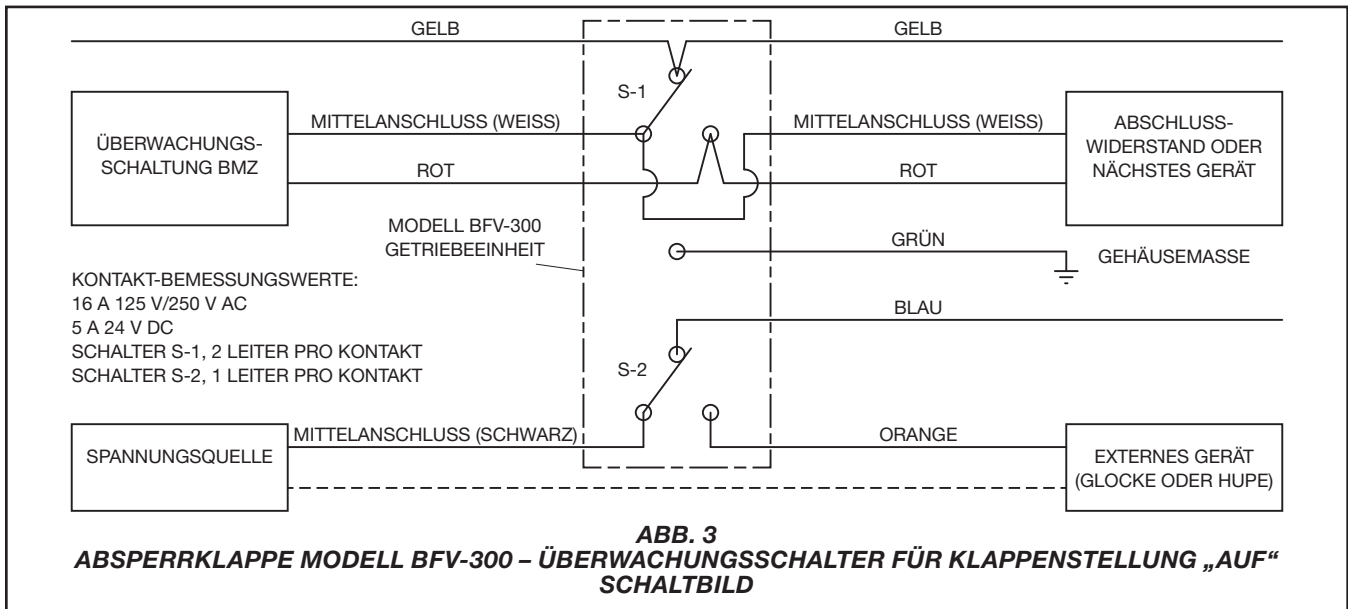 GELB
GELB
S-1
ÜBERWACHUNGS-
SCHALTUNG BMZ
MITTELANSCHLUSS (WEISS)
MITTELANSCHLUSS (WEISS)
ROT
ROT
ABSCHLUSS-
WIDERSTAND ODER
NÄCHSTES GERÄT
MODELL BFV-300
GETRIEBEEINHEIT
GRÜN
GEHÄUSEMASSE
KONTAKT-BEMESSUNGSWERTE:
16 A 125 V/250 V AC
5 A 24 V DC
SCHALTER S-1, 2 LEITER PRO KONTAKT
SCHALTER S-2, 1 LEITER PRO KONTAKT
BLAU
S-2
SPANNUNGSQUELLE
MITTELANSCHLUSS (SCHWARZ)
ORANGE
EXTERNES GERÄT
(GLOCKE ODER HUPE)
ABB. 3
ABSPERRKLAPPE MODELL BFV-300 – ÜBERWACHUNGSSCHALTER FÜR KLAPPENSTELLUNG „AUF“
SCHALTBILD